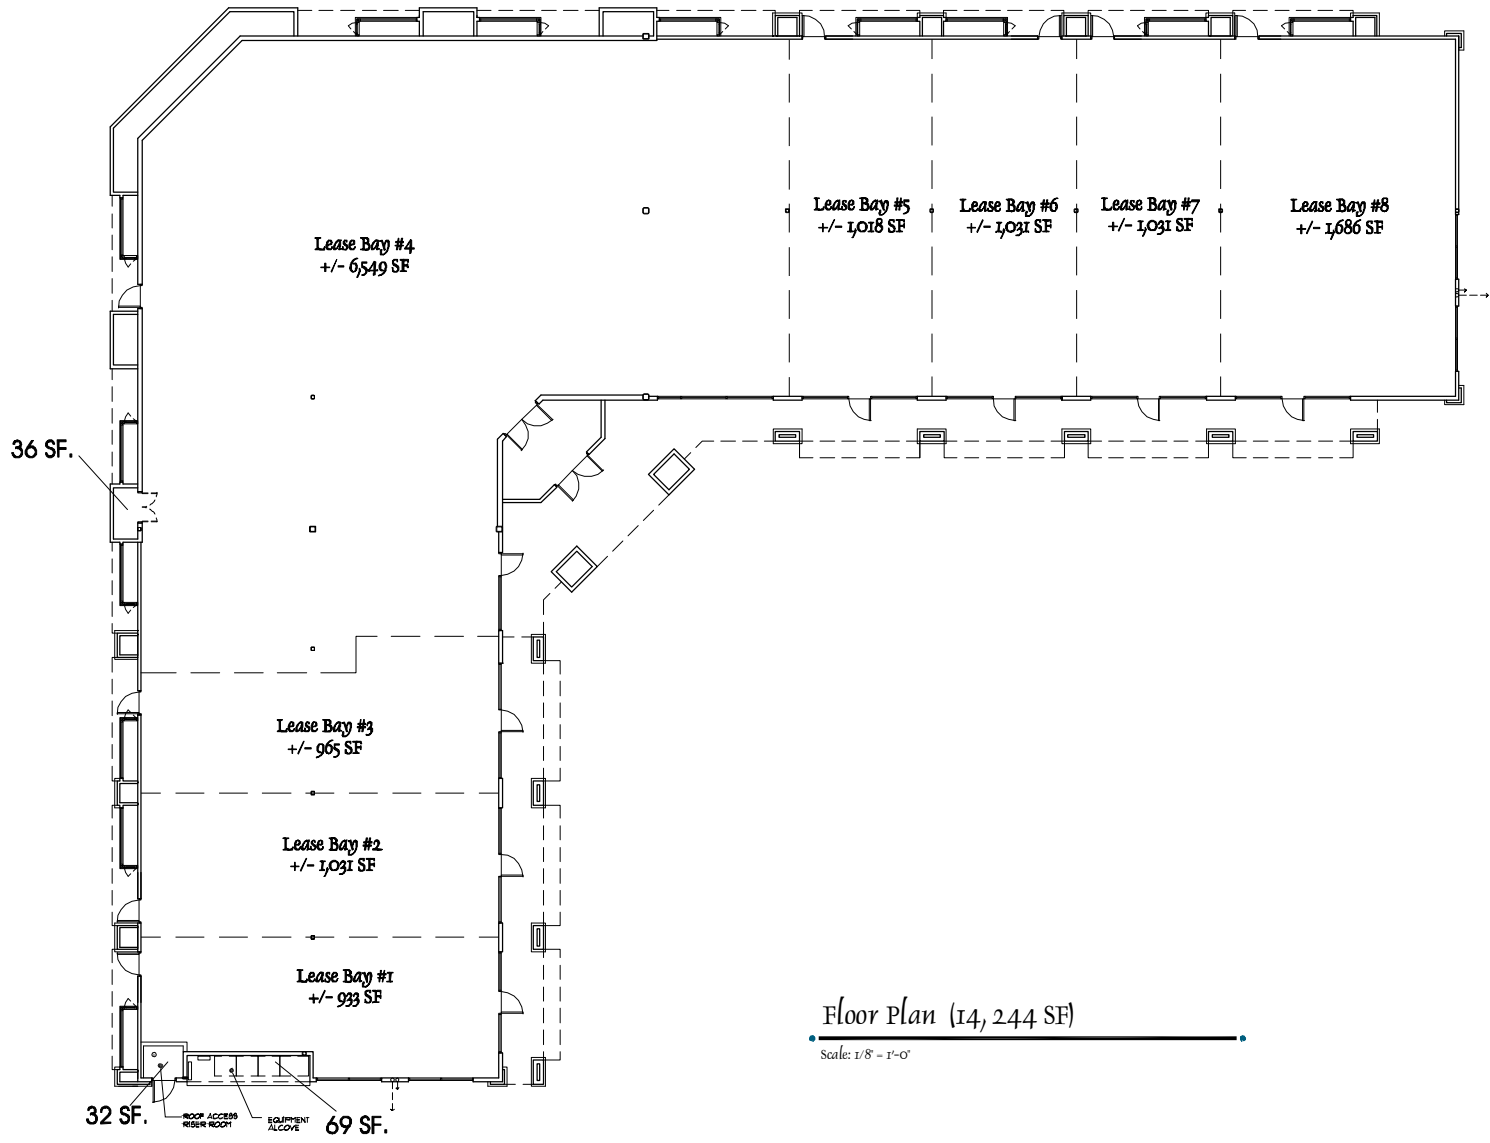 Lease Bay #5
+/- 1,018 SF
Lease Bay #6
+/- 1,031 SF
Lease Bay #7
+/- 1,031 SF
Lease Bay #8
+/- 1,686 SF
Lease Bay #4
+/- 6,549 SF
36 SF.
Lease Bay #3
+/- 965 SF
Lease Bay #2
+/- 1,031 SF
Lease Bay #1
+/- 933 SF
Floor Plan (14, 244 SF)
Scale: 1/8" = 1'-0"
32 SF.
ROOF ACCESS
RISER ROOM
EQUIPMENT
ALCOVE
69 SF.